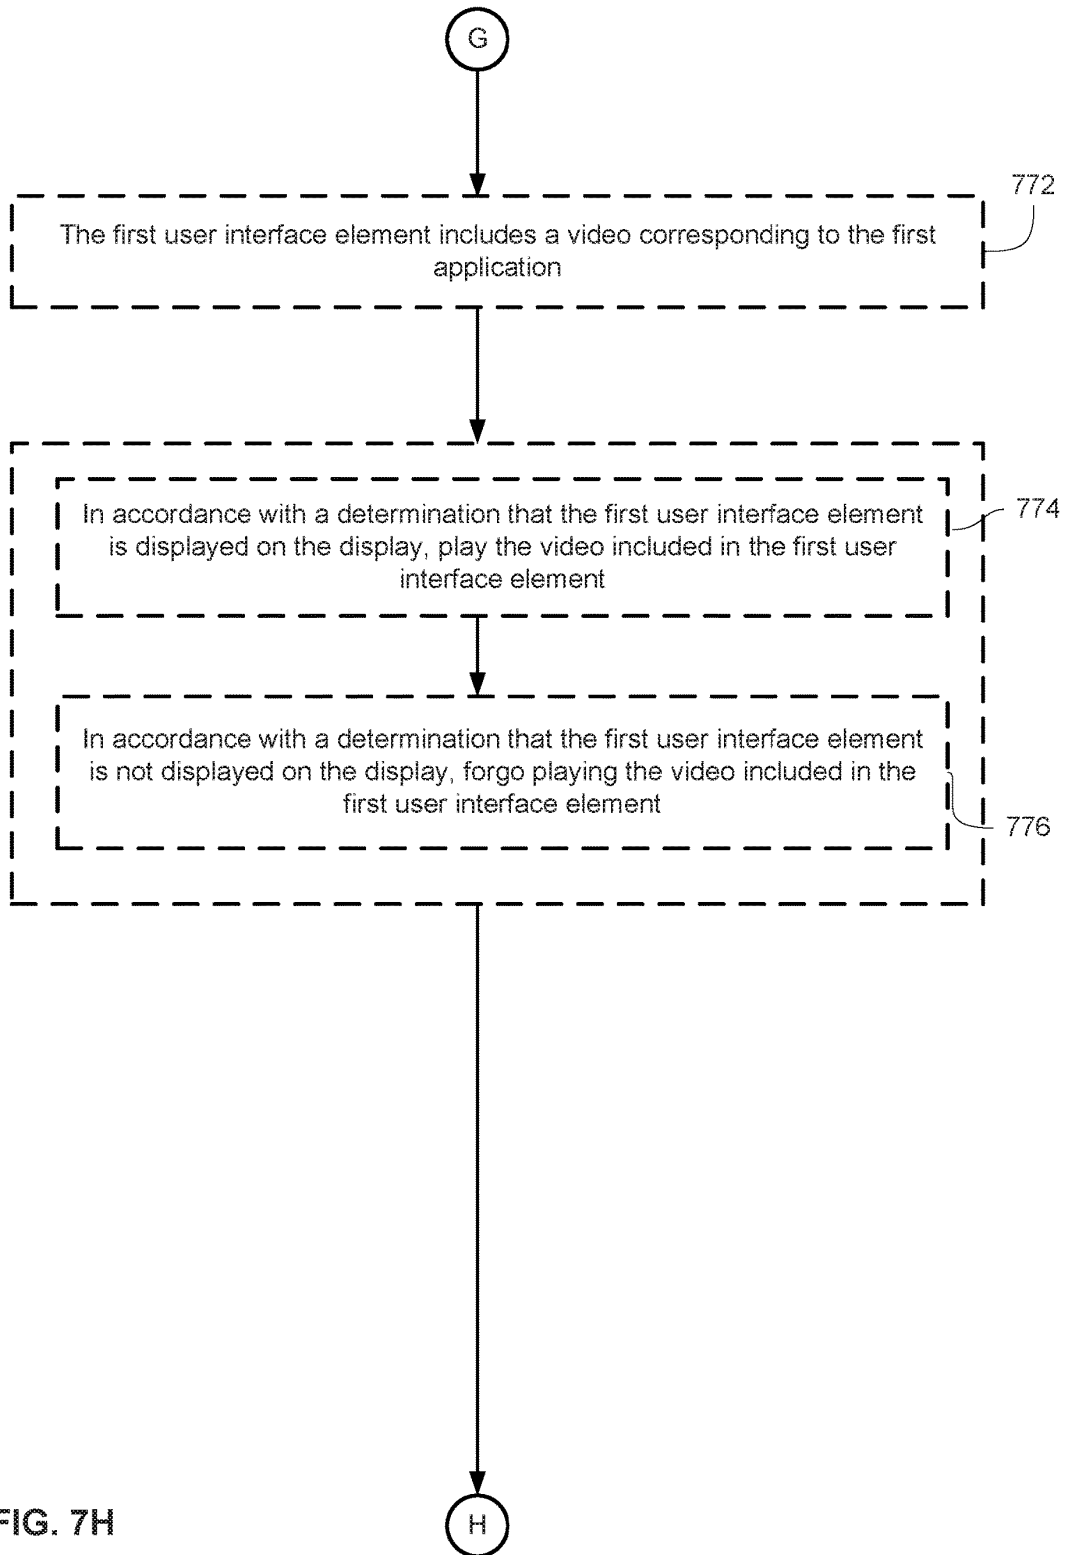 G
772
The first user interface element includes a video corresponding to the first
application
774
In accordance with a determination that the first user interface element
is displayed on the display, play the video included in the first user
interface element
In accordance with a determination that the first user interface element
is not displayed on the display, forgo playing the video included in the
first user interface element
776
FIG. 7H
H